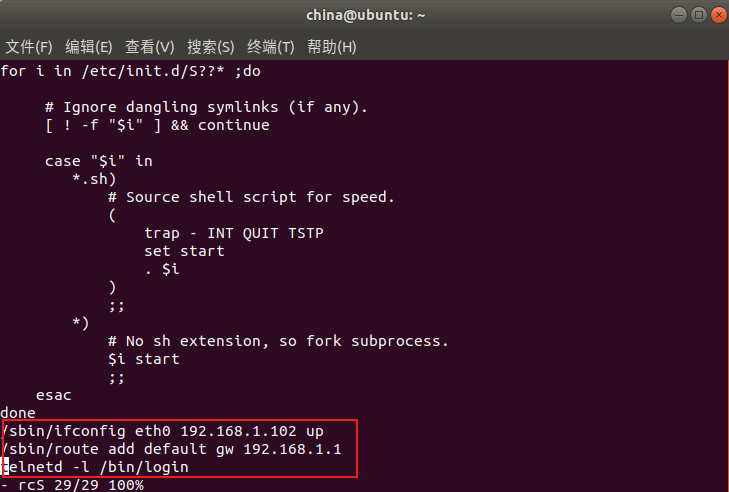 china@ubuntu: ~
文件(F) 编辑(E) 查看(V) 搜索(S) 终端(T) 帮助(H)
for i in /etc/init.d/S??* ;do
# Ignore dangling symlinks (if any).
[ ! -f "$i" ] && continue
case "$i" in
*.sh)
# Source shell script for speed.
(
trap - INT QUIT TSTP
set start
. $i
)
;;
*)
# No sh extension, so fork subprocess.
$i start
;;
esac
done
/sbin/ifconfig eth0 192.168.1.102 up
/sbin/route add default gw 192.168.1.1
telnetd -l /bin/login
- rcS 29/29 100%